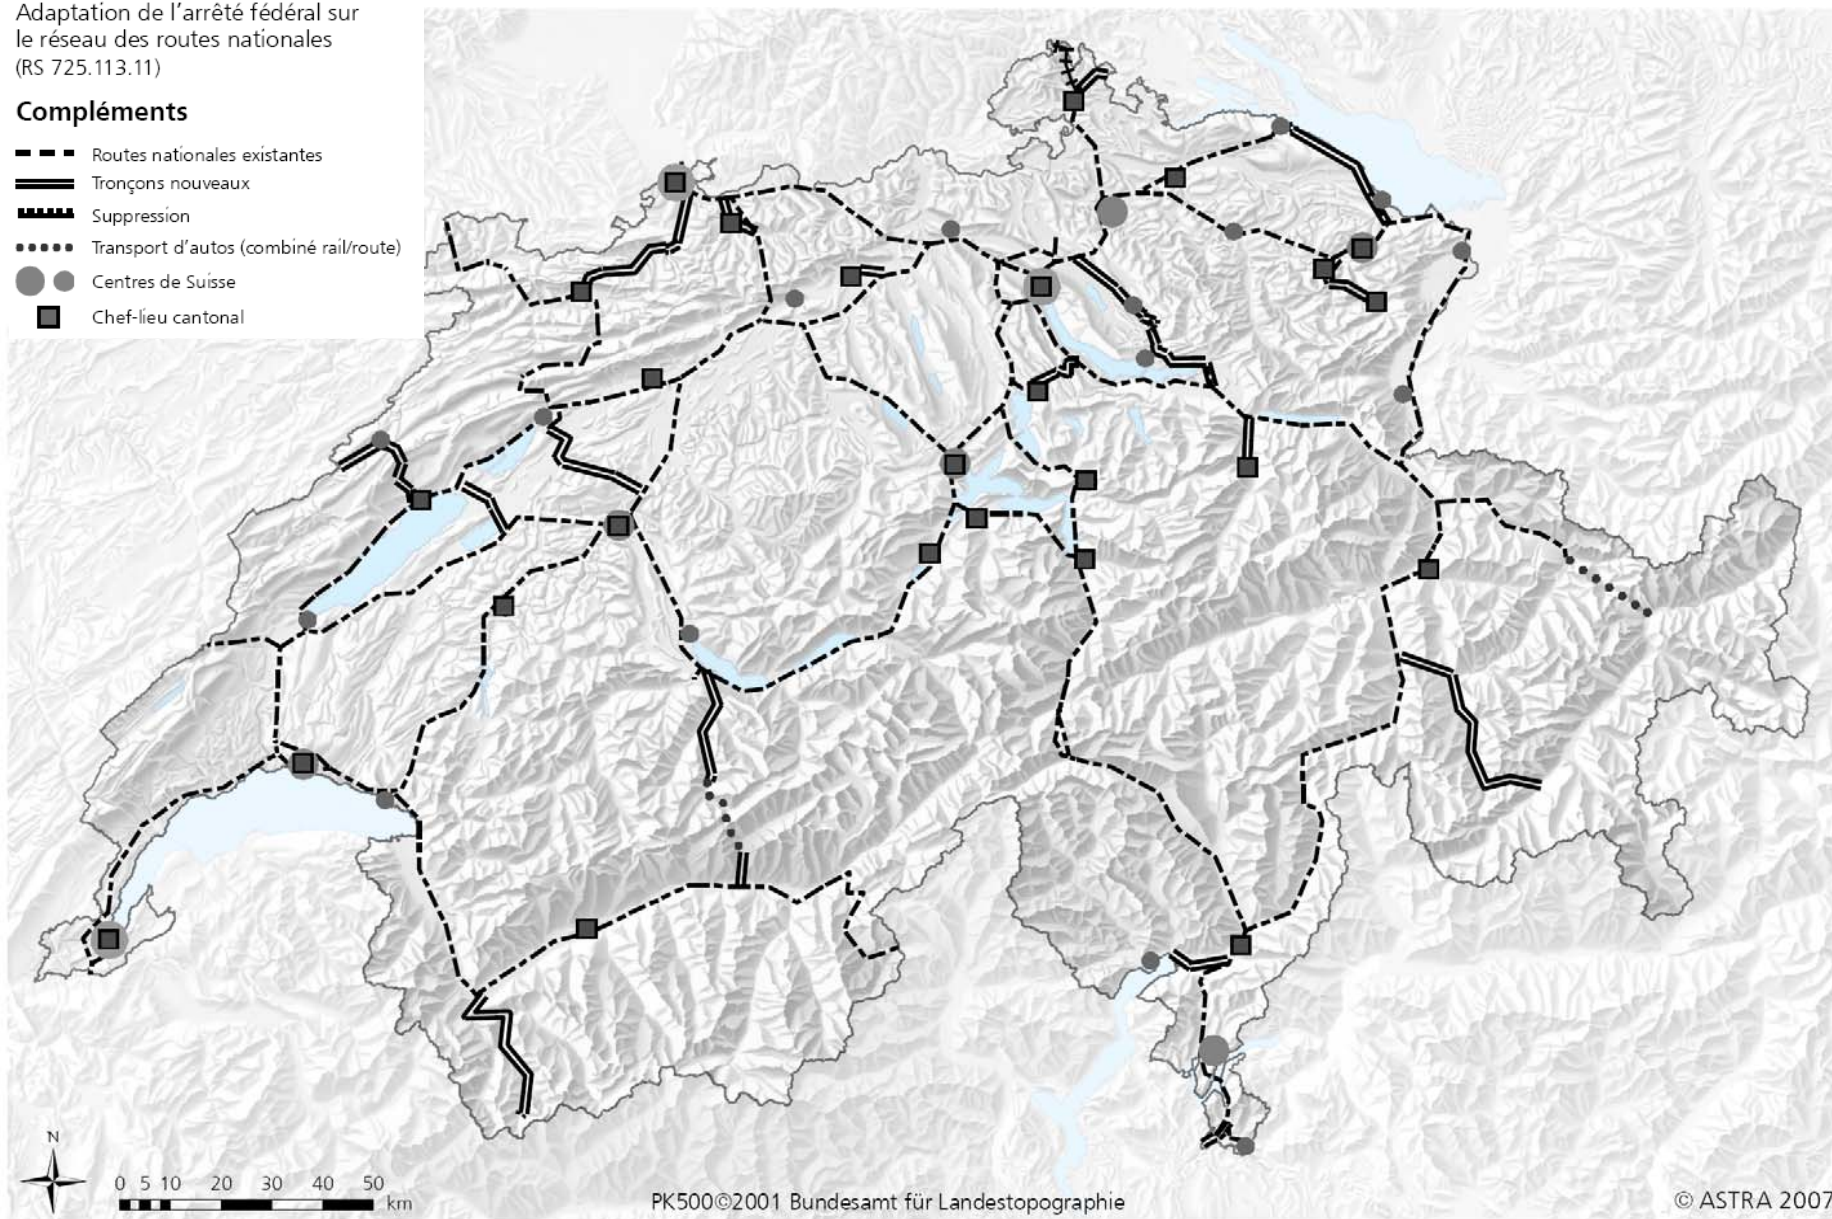 Adaptation de l'arrêté fédéral sur
le réseau des routes nationales
(RS 725.113.11)
Compléments
Routes nationales existantes
Tronçons nouveaux
Suppression
Transport d'autos (combiné rail/route)
Centres de Suisse
Chef-lieu cantonal
N
0 5 10 20 30 40 50
km
PK500©2001 Bundesamt für Landestopographie
© ASTRA 2007